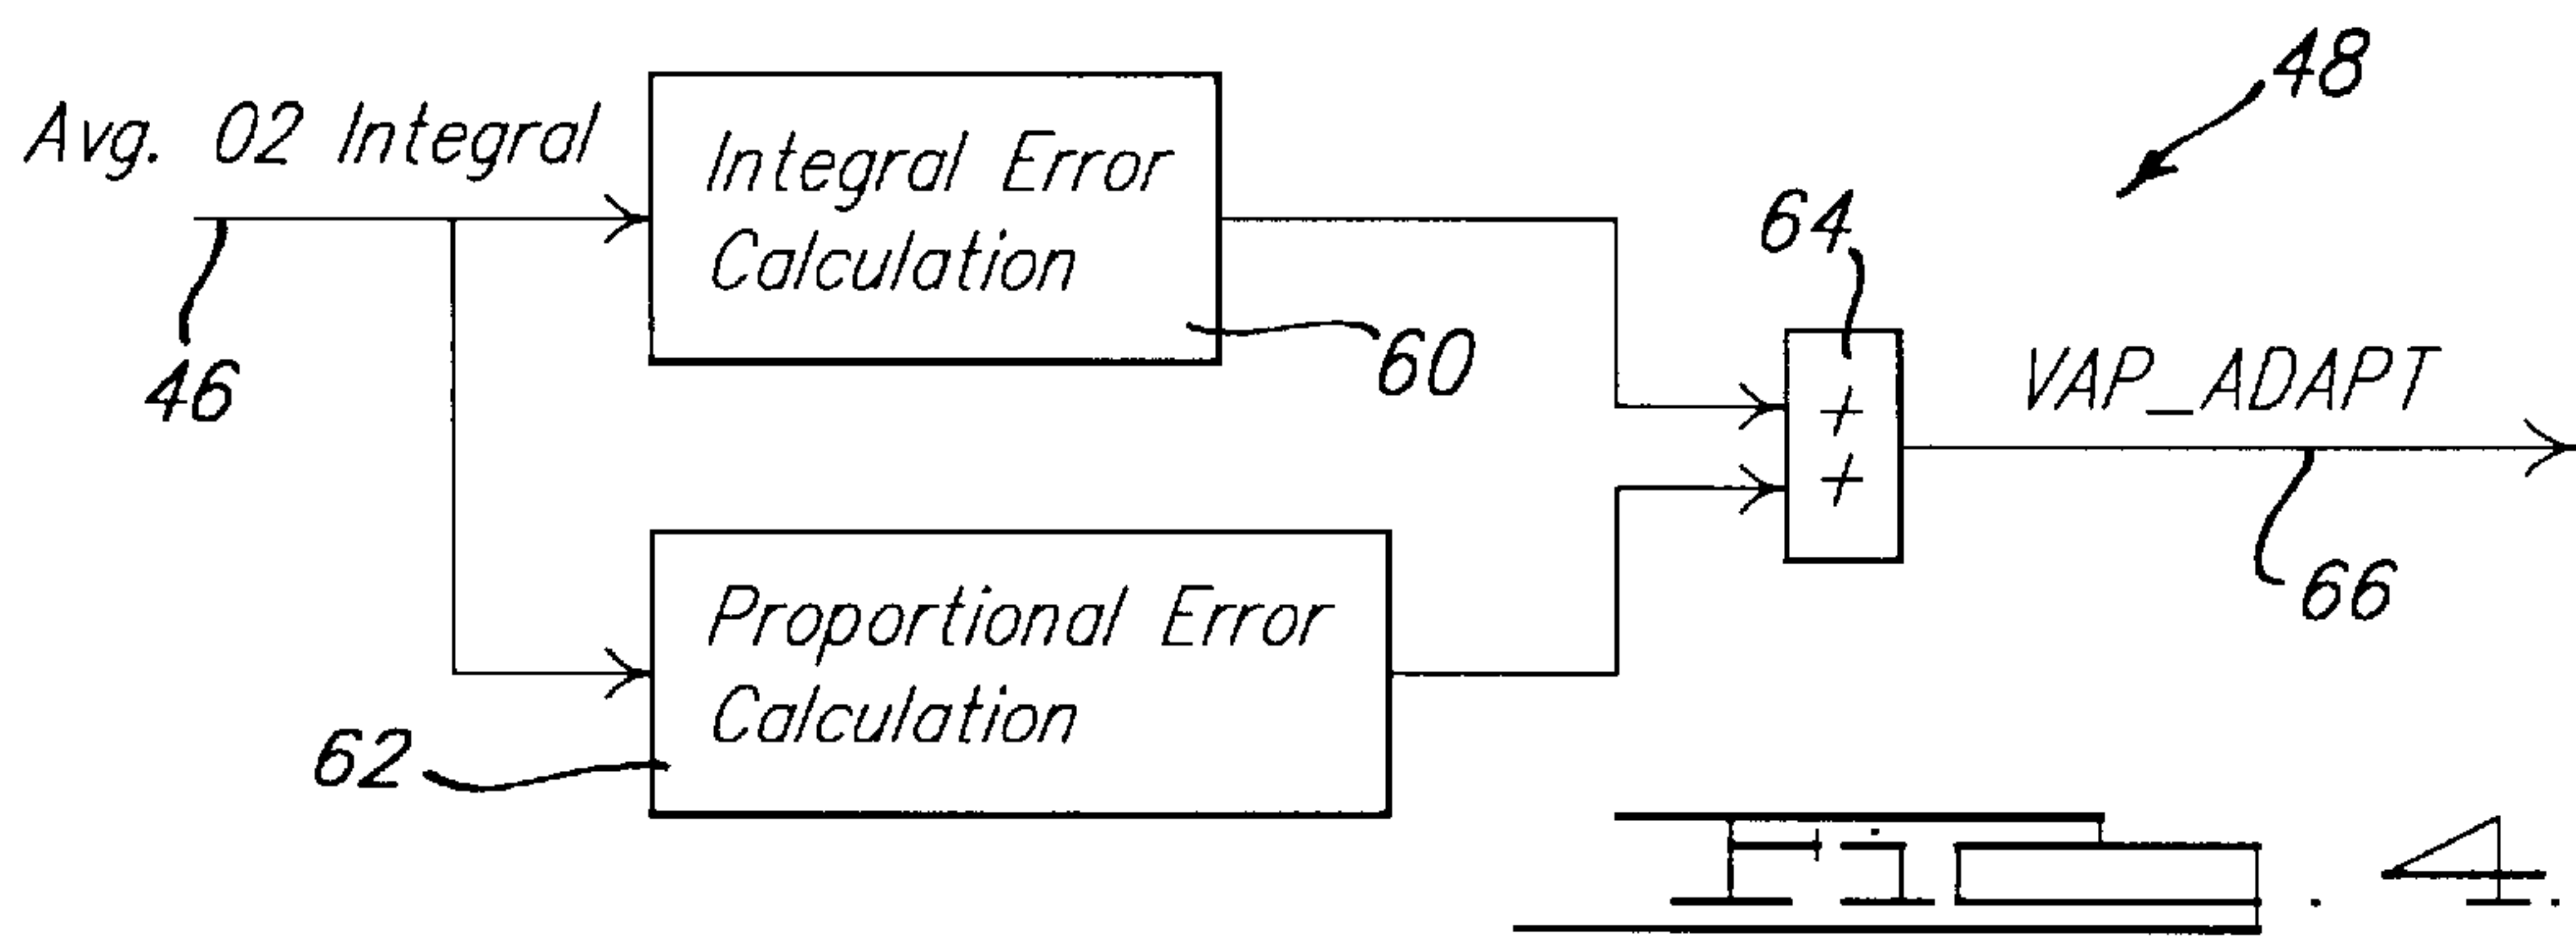 48
Avg. 02 Integral
Integral Error
Calculation
64
60
46
VAP_ADAPT
+
+
66
Proportional Error
Calculation
62
Fig. 4.